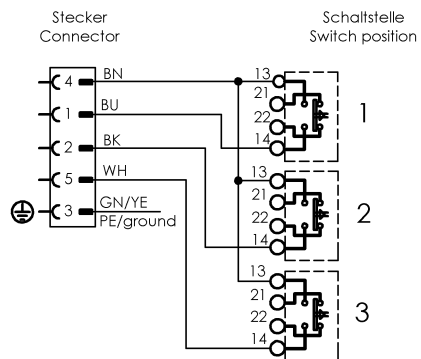 Stecker
Connector
Schaltstelle
Switch position
4 BN
1 BU
2 BK
5 WH
3 GN/YE
PE/ground
13
21
22
14
1
13
21
22
14
2
13
21
22
14
3